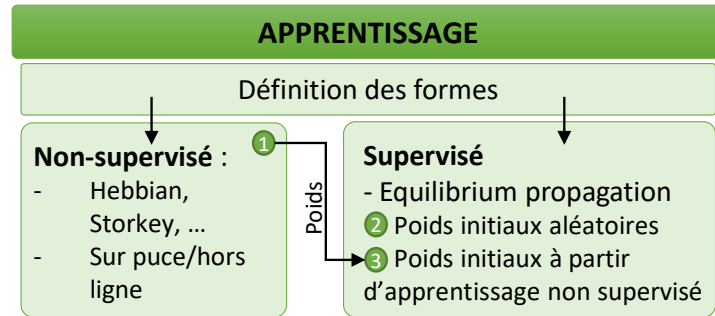 APPRENTISSAGE
Définition des formes
Non-supervisé :
1
- Hebbian,
Storkey, ...
- Sur puce/hors
ligne
Poids
Supervisé
- Equilibrium propagation
2 Poids initiaux aléatoires
3 Poids initiaux à partir
d’apprentissage non supervisé